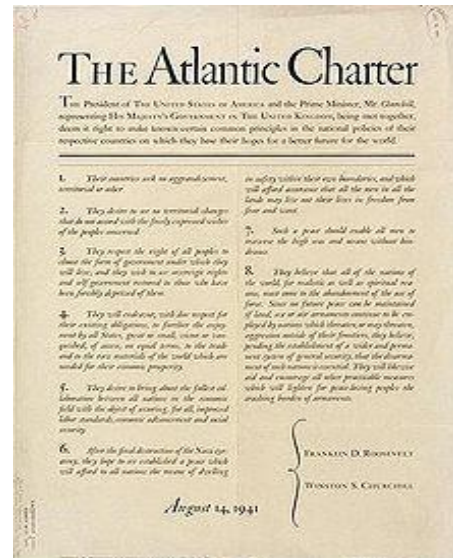 THE Atlantic Charter
THE President of THE UNITED STATES OF AMERICA and the Prime Minister, Mr. Churchill,
representing HIS MAJESTY'S GOVERNMENT IN THE UNITED KINGDOM, being met together,
deem it right to make known certain common principles in the national policies of their
respective countries on which they base their hopes for a better future for the world.
1. Their countries seek no aggrandizement,
territorial or other.
2. They desire to see no territorial changes
that do not accord with the freely expressed wishes
of the peoples concerned.
3. They respect the right of all peoples to
choose the form of government under which they
will live; and they wish to see sovereign rights
and self government restored to those who have
been forcibly deprived of them.
4. They will endeavor, with due respect for
their existing obligations, to further the enjoy-
ment by all States, great or small, victor or van-
quished, of access, on equal terms, to the trade
and to the raw materials of the world which are
needed for their economic prosperity.
5. They desire to bring about the fullest col-
laboration between all nations in the economic
field with the object of securing, for all, improved
labor standards, economic advancement and social
security.
6. After the final destruction of the Nazi tyr-
anny, they hope to see established a peace which
will afford to all nations the means of dwelling
in safety within their own boundaries, and which
will afford assurance that all the men in all the
lands may live out their lives in freedom from
fear and want.
7. Such a peace should enable all men to
traverse the high seas and oceans without hin-
drance.
8. They believe that all of the nations of
the world, for realistic as well as spiritual rea-
sons, must come to the abandonment of the use of
force. Since no future peace can be maintained
if land, sea or air armaments continue to be em-
ployed by nations which threaten, or may threaten,
aggression outside of their frontiers, they believe,
pending the establishment of a wider and perma-
nent system of general security, that the disarma-
ment of such nations is essential. They will likewise
aid and encourage all other practicable measures
which will lighten for peace-loving peoples the
crushing burden of armaments.
FRANKLIN D. ROOSEVELT
WINSTON S. CHURCHILL
August 14, 1941